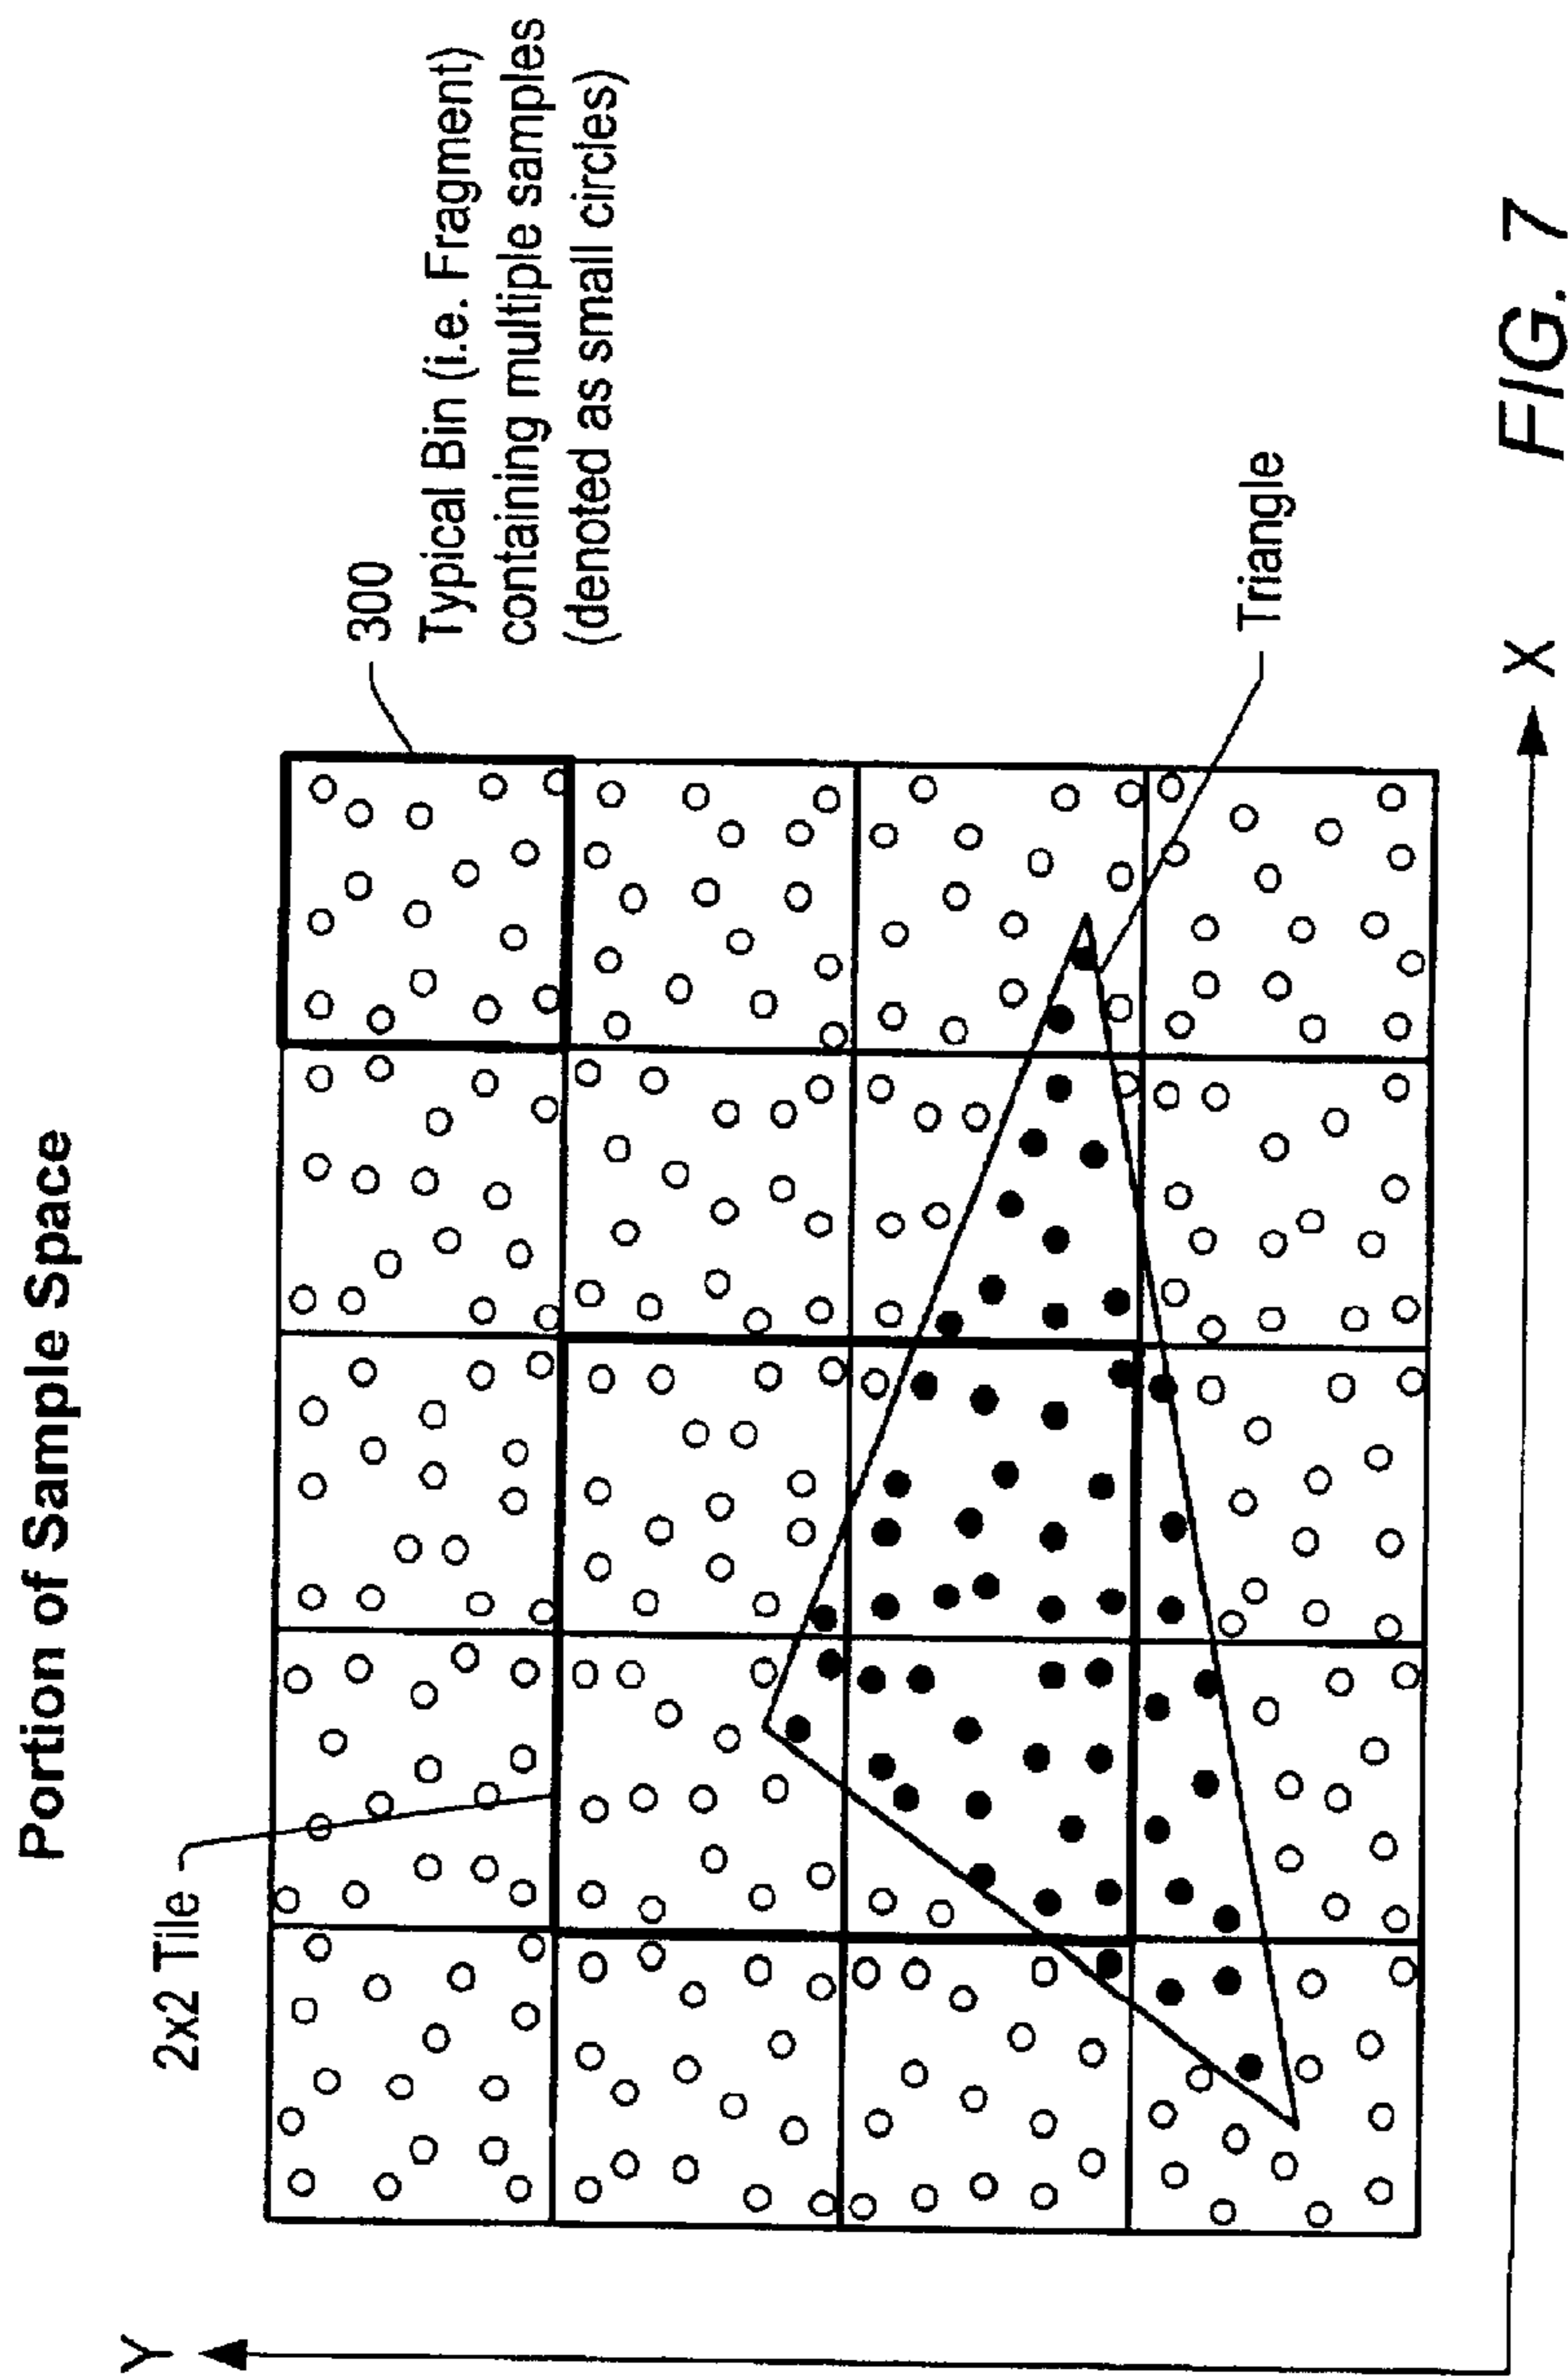 Portion of Sample Space
2x2 Tile
300
Typical Bin (i.e. Fragment)
containing multiple samples
(denoted as small circles)
Triangle
Y
X
FIG. 7